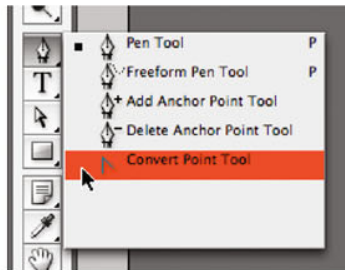 Pen Tool P
Freeform Pen Tool P
Add Anchor Point Tool
Delete Anchor Point Tool
Convert Point Tool
T